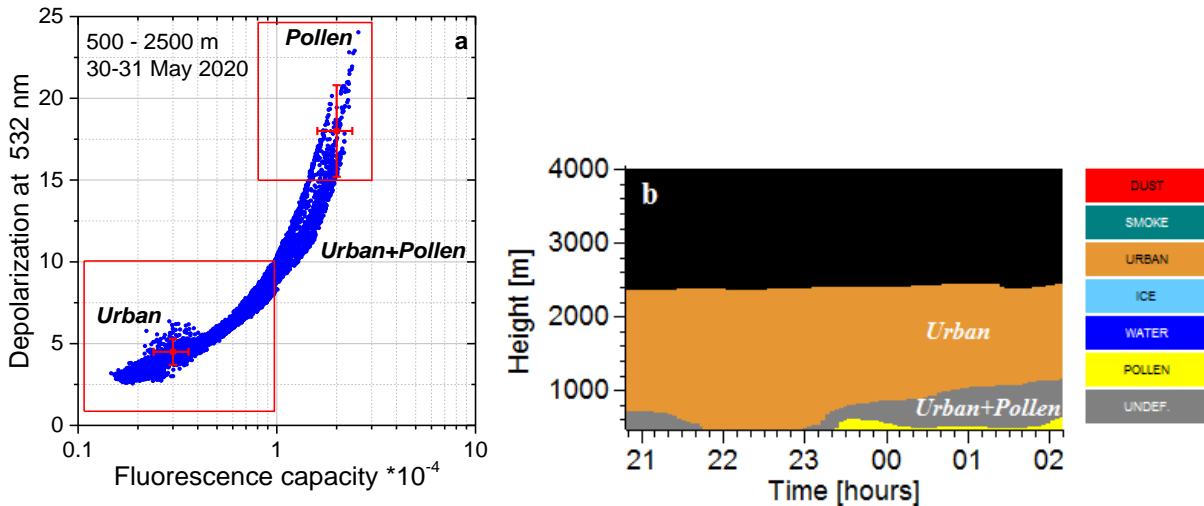 25
20
15
10
5
0
0.1
1
10
Depolarization at 532 nm
Fluorescence capacity *10-4
500 - 2500 m
30-31 May 2020
Pollen
a
Urban+Pollen
Urban
4000
3000
2000
1000
Height [m]
b
Urban
Urban+Pollen
21
22
23
00
01
02
Time [hours]
DUST
SMOKE
URBAN
ICE
WATER
POLLEN
UNDEF.